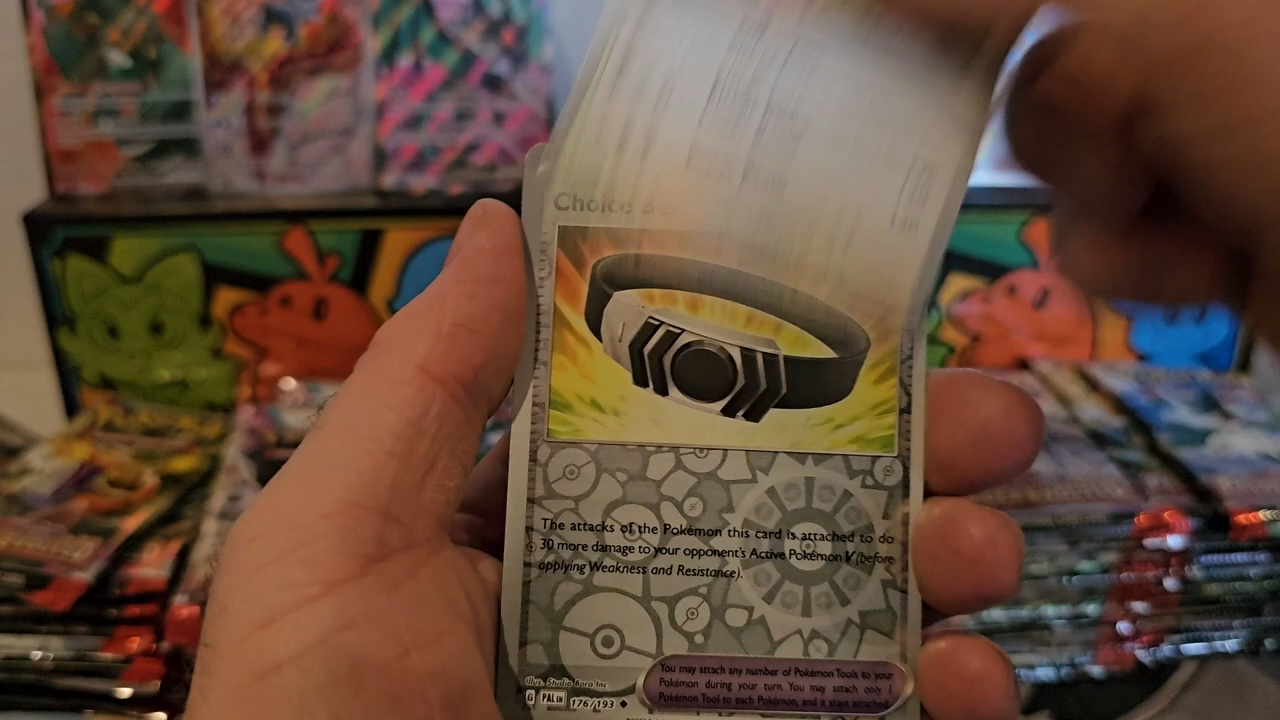 Choice
The attacks of the Pokémon this card is attached to do
30 more damage to your opponent's Active Pokémon V (before
applying Weakness and Resistance).
You may attach any number of Pokémon Tools to your
Pokémon during your turn. You may attach only 1
Pokémon Tool to each Pokémon, and it stays attached.
Illus. Studio Bora Inc.
G PAL EN 176/193